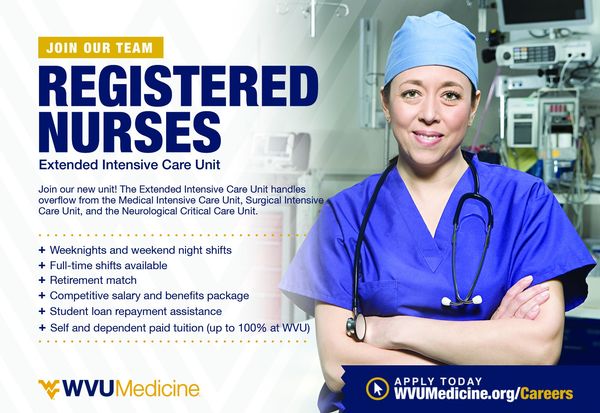 JOIN OUR TEAM
REGISTERED
NURSES
Extended Intensive Care Unit
Join our new unit! The Extended Intensive Care Unit handles
overflow from the Medical Intensive Care Unit, Surgical Intensive
Care Unit, and the Neurological Critical Care Unit.
+ Weeknights and weekend night shifts
+ Full-time shifts available
+ Retirement match
+ Competitive salary and benefits package
+ Student loan repayment assistance
+ Self and dependent paid tuition (up to 100% at WVU)
WVUMedicine
APPLY TODAY
WVUMedicine.org/Careers